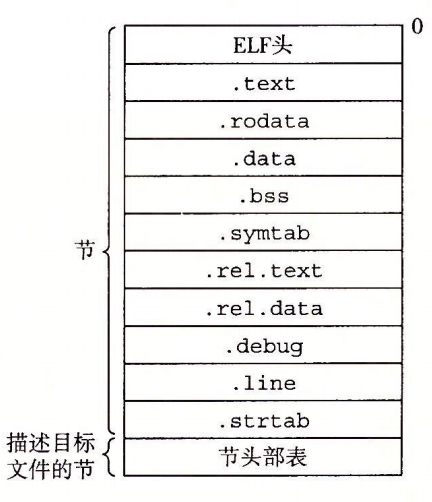 0
ELF头
.text
.rodata
.data
.bss
.symtab
.rel.text
.rel.data
.debug
.line
.strtab
节头部表
节
描述目标
文件的节